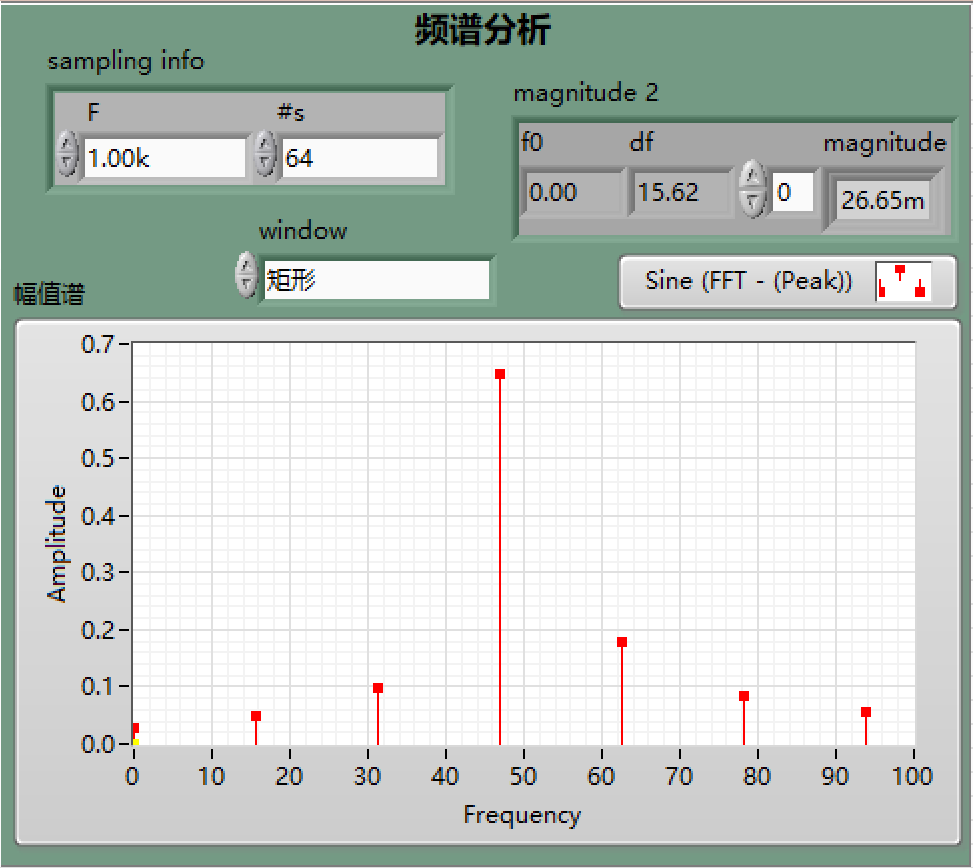 频谱分析
sampling info
F #s
1.00k 64
magnitude 2
f0 df magnitude
0.00 15.62 0 26.65m
window
矩形
幅值谱
Sine (FFT - (Peak))
0.7
0.6
0.5
0.4
0.3
0.2
0.1
0.0
Amplitude
0 10 20 30 40 50 60 70 80 90 100
Frequency